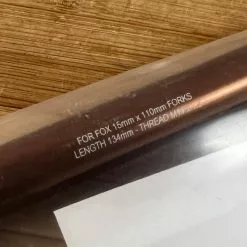 FOR FOX 15mm x 110mm FORKS
LENGTH 134mm - THREAD